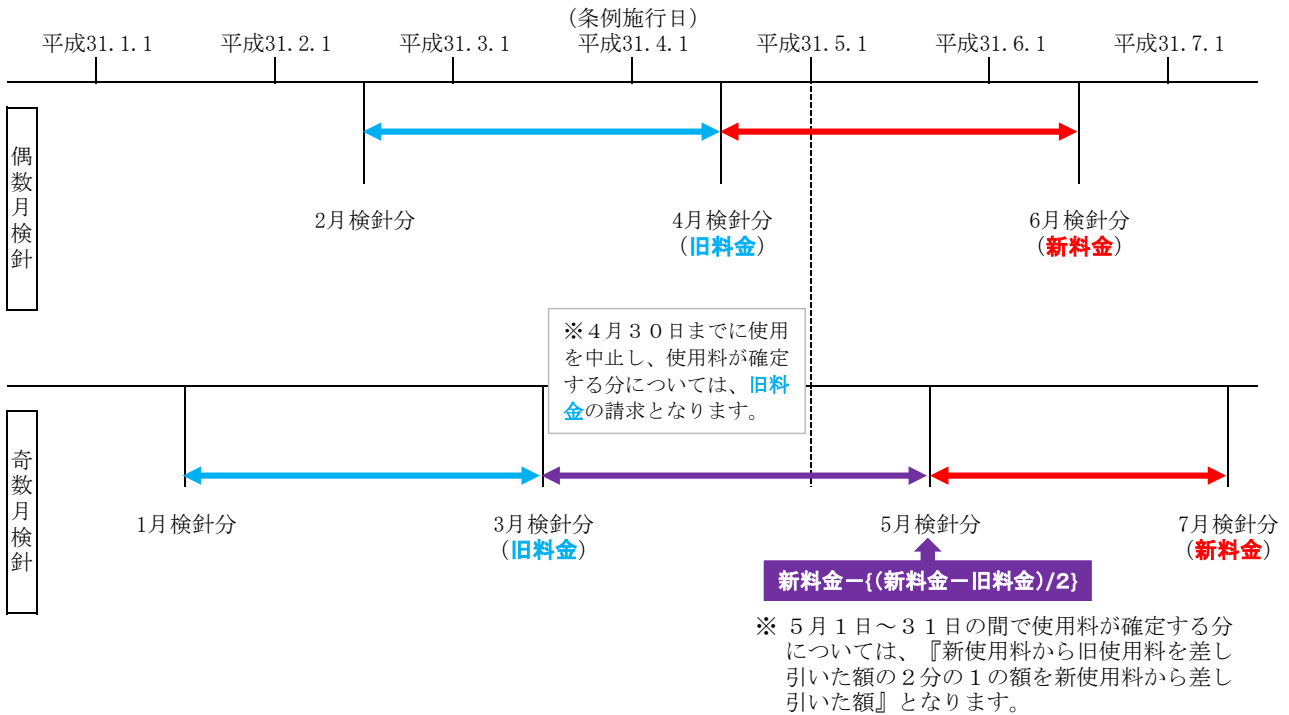 (条例施行日)
平成31.1.1 平成31.2.1 平成31.3.1 平成31.4.1 平成31.5.1 平成31.6.1 平成31.7.1
偶数月検針
2月検針分 4月検針分 6月検針分
(旧料金) (新料金)
※４月３０日までに使用
を中止し、使用料が確定
する分については、旧料
金の請求となります。
奇数月検針
1月検針分 3月検針分 5月検針分 7月検針分
(旧料金) (新料金)
新料金－{(新料金－旧料金)/2}
※ ５月１日～３１日の間で使用料が確定する分
については、『新使用料から旧使用料を差し
引いた額の２分の１の額を新使用料から差し
引いた額』となります。